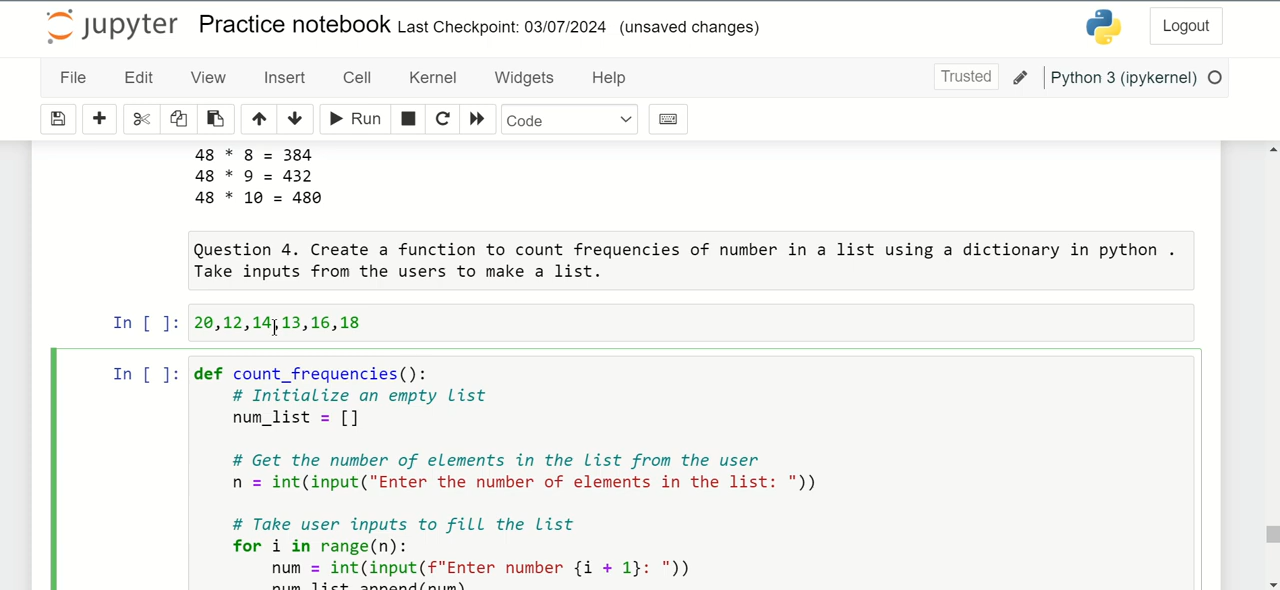 jupyter Practice notebook Last Checkpoint: 03/07/2024 (unsaved changes) Logout
File Edit View Insert Cell Kernel Widgets Help Trusted Python 3 (ipykernel)
Run Code
48 * 8 = 384
48 * 9 = 432
48 * 10 = 480
Question 4. Create a function to count frequencies of number in a list using a dictionary in python .
Take inputs from the users to make a list.
In [ ]: 20,12,14,13,16,18
In [ ]: def count_frequencies():
# Initialize an empty list
num_list = []
# Get the number of elements in the list from the user
n = int(input("Enter the number of elements in the list: "))
# Take user inputs to fill the list
for i in range(n):
num = int(input(f"Enter number {i + 1}: "))
num_list.append(num)